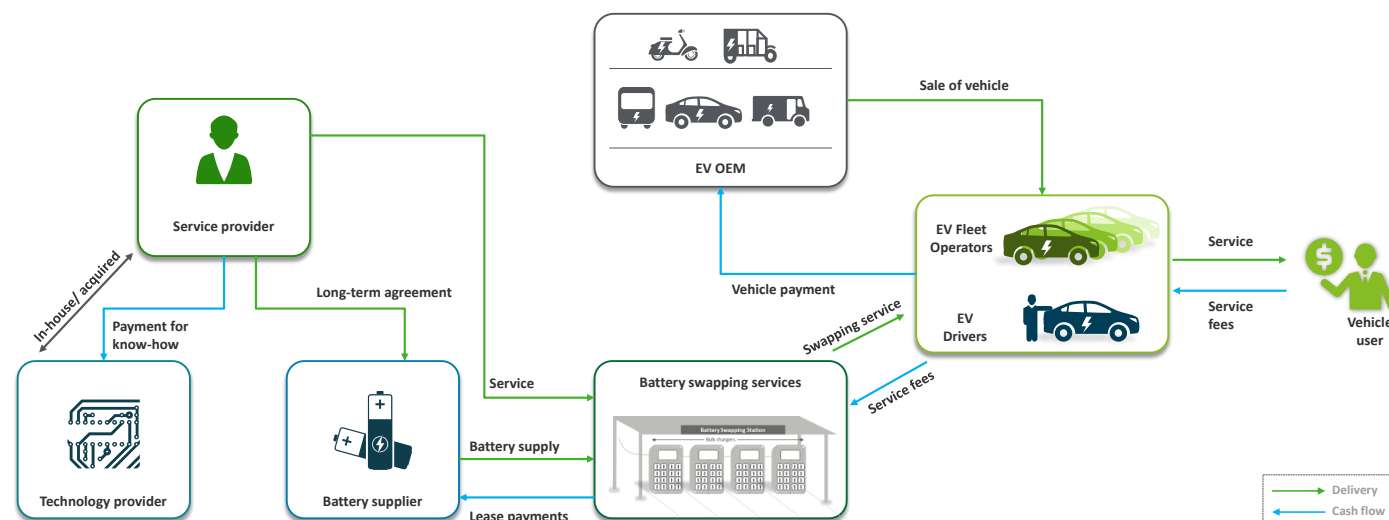 Sale of vehicle
EV OEM
Service provider
EV Fleet
Operators
Service
In-house/ acquired
Long-term agreement
Vehicle payment
Service
fees
Swapping service
EV
Drivers
Vehicle
user
Payment for
know-how
Service fees
Service
Battery swapping services
Battery Swapping Station
Bulk chargers
Battery supply
Technology provider
Battery supplier
Lease payments
Delivery
Cash flow